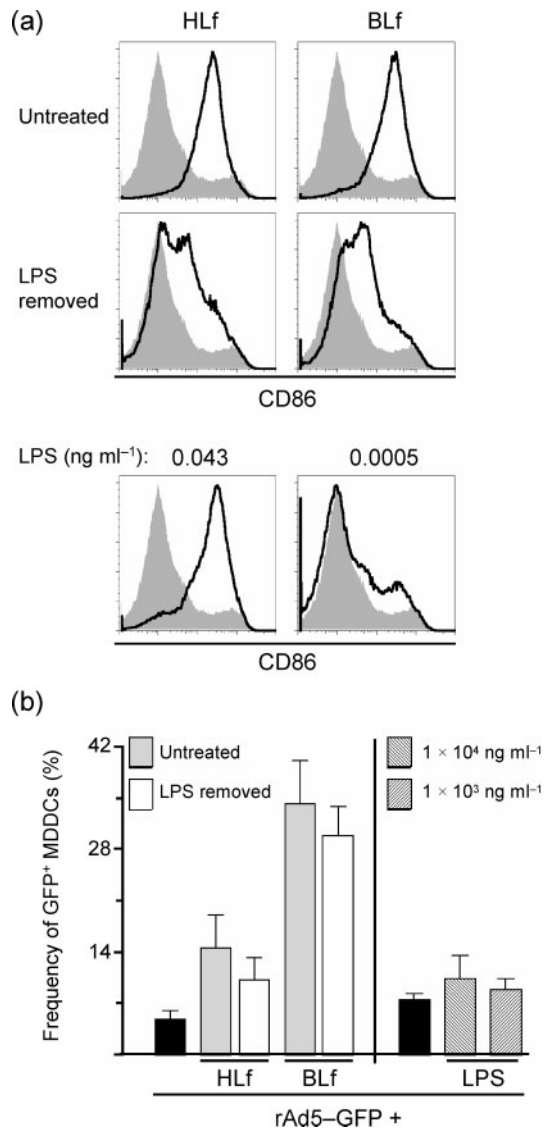 (a)
HLf BLf
Untreated
LPS removed
CD86
LPS (ng ml⁻¹): 0.043 0.0005
CD86
(b)
Frequency of GFP⁺ MDDCs (%)
42
28
14
Untreated
LPS removed
1 × 10⁴ ng ml⁻¹
1 × 10³ ng ml⁻¹
HLf BLf LPS
rAd5–GFP +